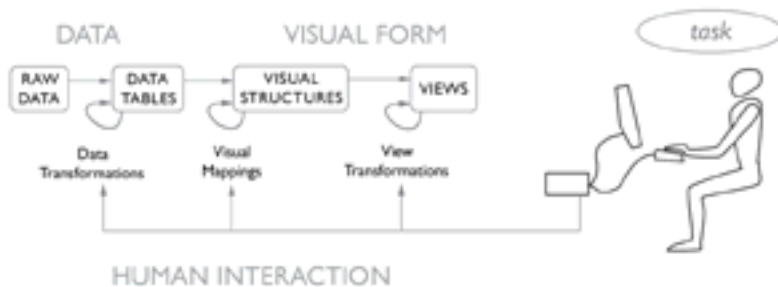 DATA
VISUAL FORM
task
RAW
DATA
DATA
TABLES
VISUAL
STRUCTURES
VIEWS
Data
Transformations
Visual
Mappings
View
Transformations
HUMAN INTERACTION